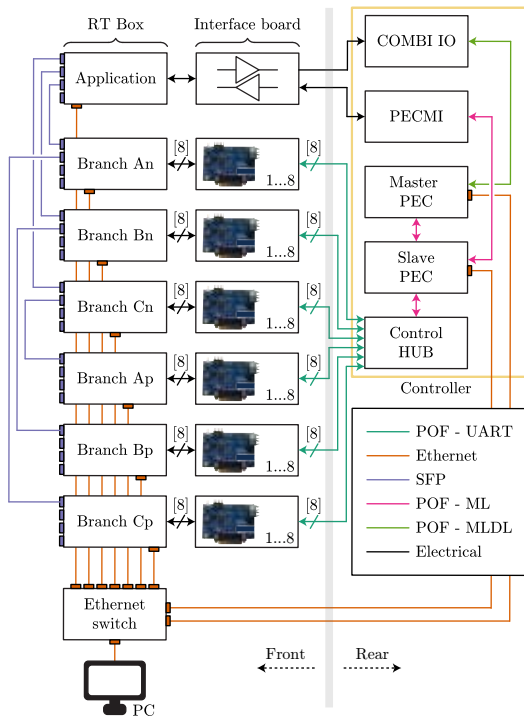 RT Box
Interface board
Application
COMBI IO
PECMI
Branch An
[8]
1...8
[8]
Master
PEC
Branch Bn
[8]
1...8
[8]
Slave
PEC
Branch Cn
[8]
1...8
[8]
Control
HUB
Branch Ap
[8]
1...8
[8]
Controller
Branch Bp
[8]
1...8
[8]
Branch Cp
[8]
1...8
[8]
POF - UART
Ethernet
SFP
POF - ML
POF - MLDL
Electrical
Ethernet
switch
Front
Rear
PC